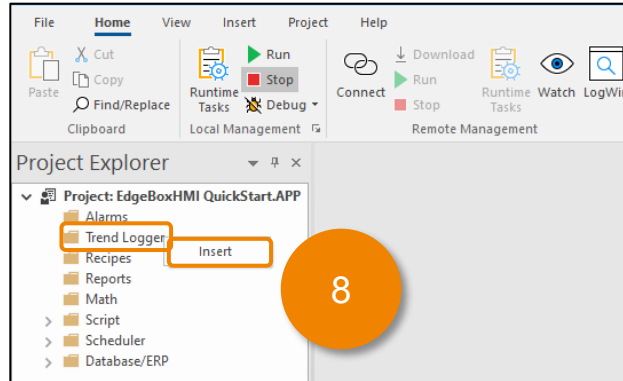 File Home View Insert Project Help
Paste
Cut
Copy
Find/Replace
Clipboard
Runtime
Tasks
Run
Stop
Debug
Local Management
Connect
Download
Run
Stop
Runtime
Tasks
Watch
LogWi
Remote Management
Project Explorer
Project: EdgeBoxHMI QuickStart.APP
Alarms
Trend Logger
Insert
Recipes
Reports
Math
Script
Scheduler
Database/ERP
8